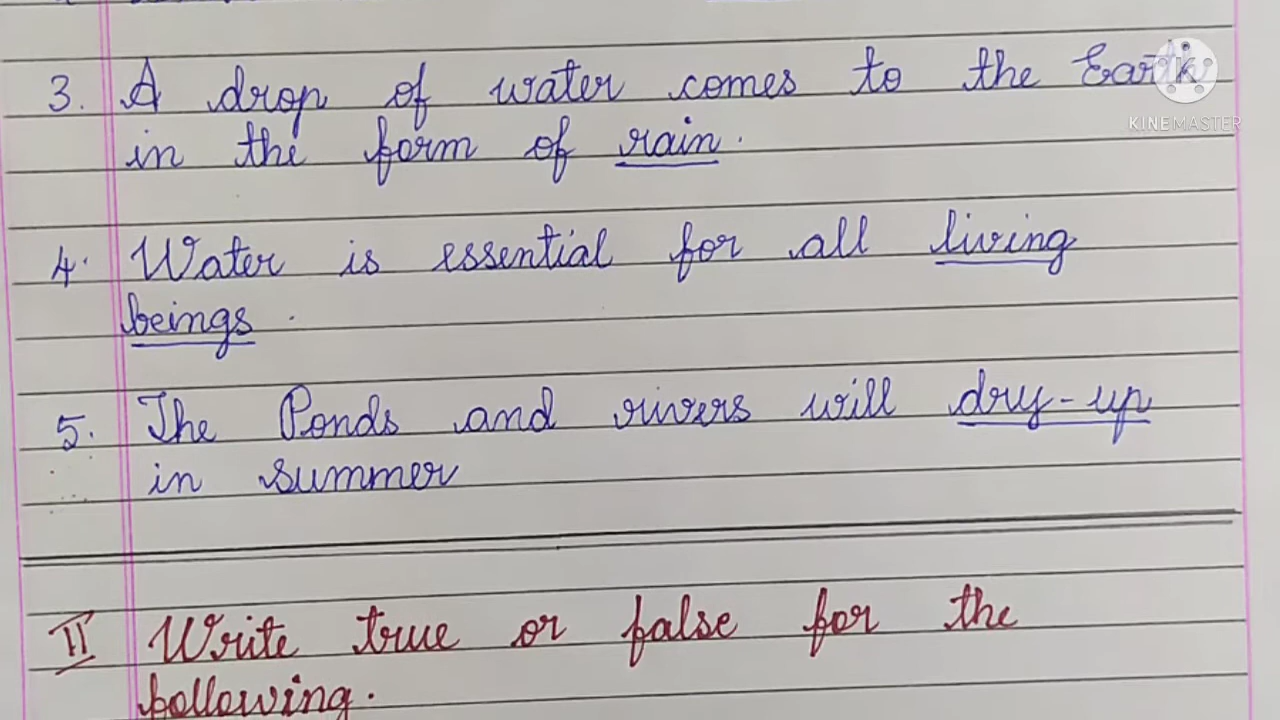 3. A drop of water comes to the Earth
in the form of rain.
4. Water is essential for all living
beings.
5. The Ponds and rivers will dry-up
in summer
II Write true or false for the
following.
K
KINEMASTER